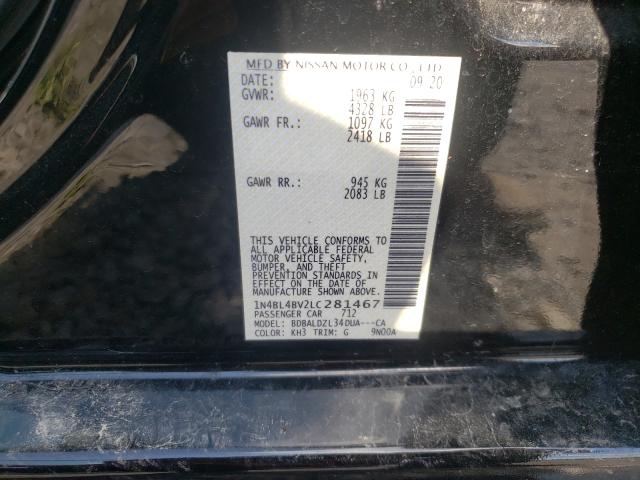 MFD BY NISSAN MOTOR CO., LTD
DATE: 09 20
GVWR: 1963 KG
4328 LB
GAWR FR.: 1097 KG
2418 LB
GAWR RR.: 945 KG
2083 LB
THIS VEHICLE CONFORMS TO
ALL APPLICABLE FEDERAL
MOTOR VEHICLE SAFETY,
BUMPER, AND THEFT
PREVENTION STANDARDS IN
EFFECT ON THE DATE OF
MANUFACTURE SHOWN ABOVE.
1N4BL4BV2LC281467
PASSENGER CAR 712
MODEL: BDBALDZL34DUA---CA
COLOR: KH3 TRIM: G 9N00A